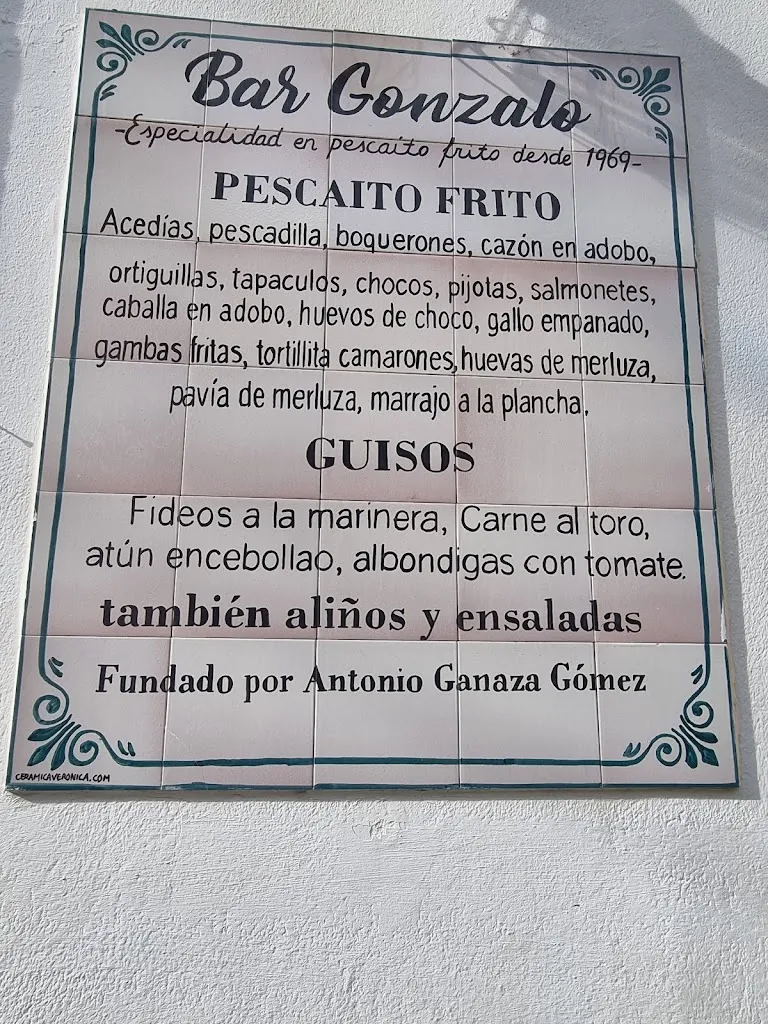 Bar Gonzalo
-Especialidad en pescaito frito desde 1969-
PESCAITO FRITO
Acedías, pescadilla, boquerones, cazón en adobo,
ortiguillas, tapaculos, chocos, pijotas, salmonetes,
caballa en adobo, huevos de choco, gallo empanado,
gambas fritas, tortillita camarones, huevas de merluza,
pavía de merluza, marrajo a la plancha.
GUISOS
Fideos a la marinera, Carne al toro,
atún encebollao, albondigas con tomate.
también aliños y ensaladas
Fundado por Antonio Ganaza Gómez
CERAMICAVERONICA.COM